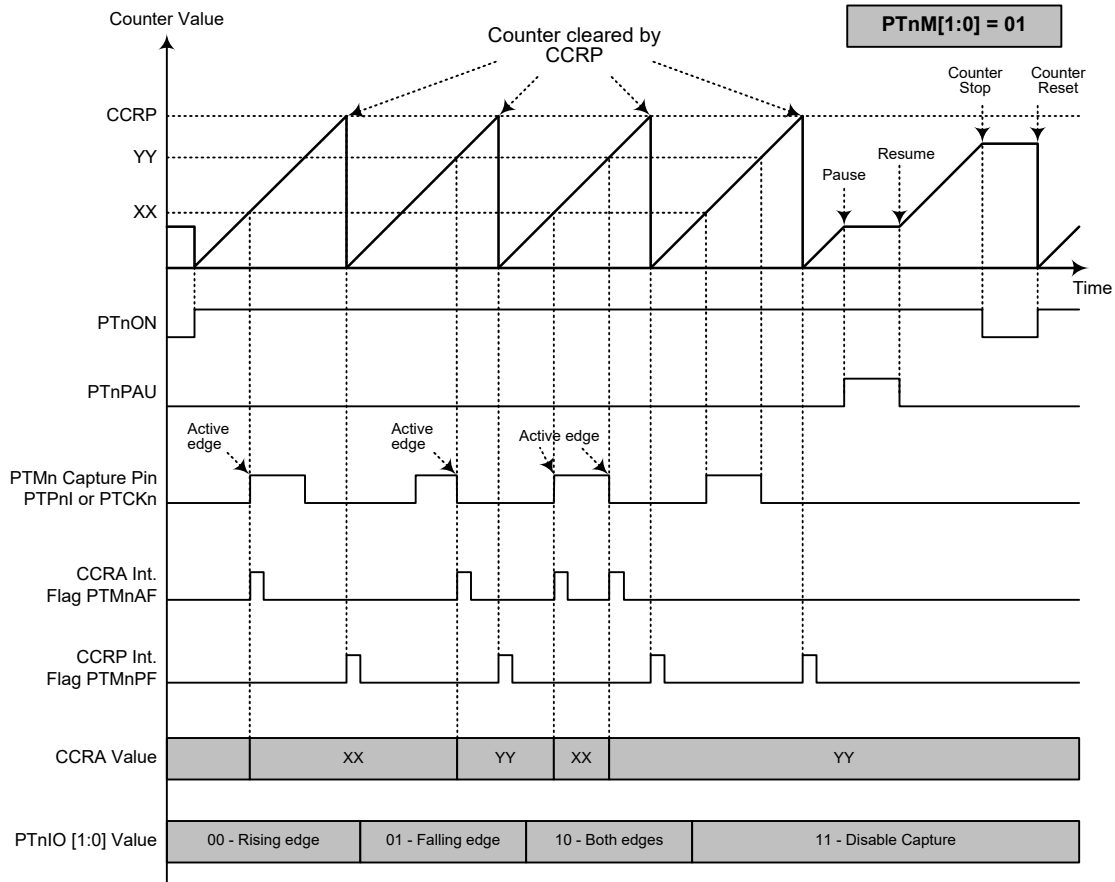 Counter Value
PTnM[1:0] = 01
Counter cleared by
CCRP
Counter
Stop
Counter
Reset
CCRP
YY
XX
Pause
Resume
Time
PTnON
PTnPAU
Active
edge
Active
edge
Active edge
PTMn Capture Pin
PTPnI or PTCKn
CCRA Int.
Flag PTMnAF
CCRP Int.
Flag PTMnPF
CCRA Value
XX
YY
XX
YY
PTnIO [1:0] Value
00 - Rising edge
01 - Falling edge
10 - Both edges
11 - Disable Capture